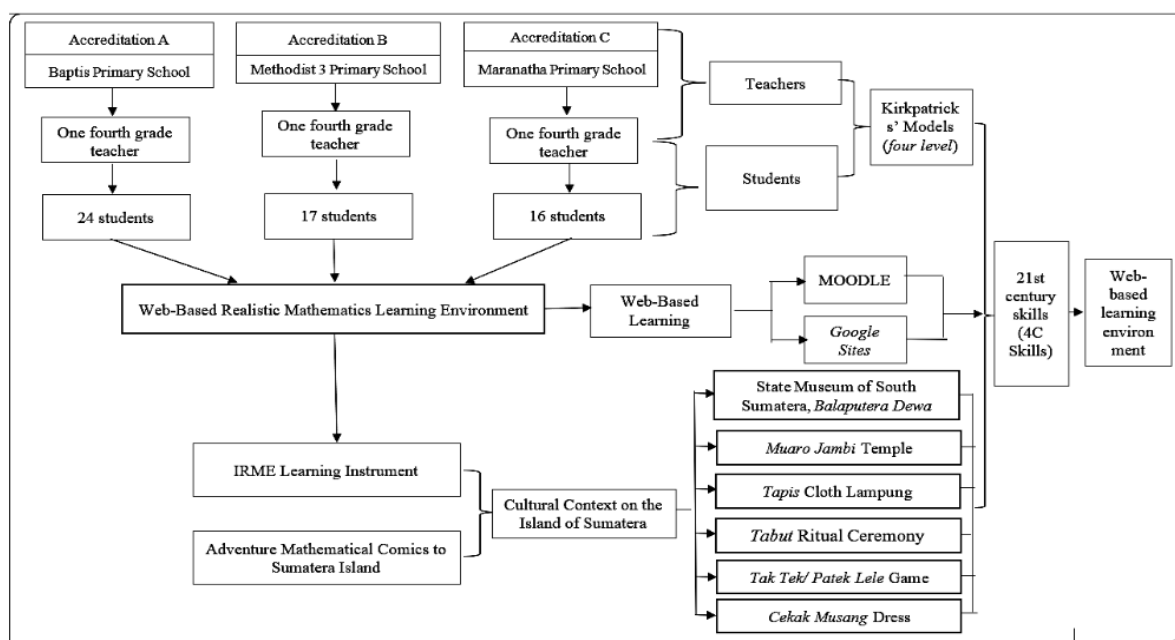 Accreditation A
Baptis Primary School
Accreditation B
Methodist 3 Primary School
Accreditation C
Maranatha Primary School
One fourth grade
teacher
One fourth grade
teacher
One fourth grade
teacher
24 students
17 students
16 students
Teachers
Students
Kirkpatrick
s' Models
(four level)
Web-Based Realistic Mathematics Learning Environment
Web-Based
Learning
MOODLE
Google
Sites
21st
century
skills
(4C
Skills)
Web-
based
learning
environ
ment
IRME Learning Instrument
Adventure Mathematical Comics to
Sumatera Island
Cultural Context on the
Island of Sumatera
State Museum of South
Sumatera, Balaputera Dewa
Muaro Jambi Temple
Tapis Cloth Lampung
Tabut Ritual Ceremony
Tak Tek/ Patek Lele Game
Cekak Musang Dress